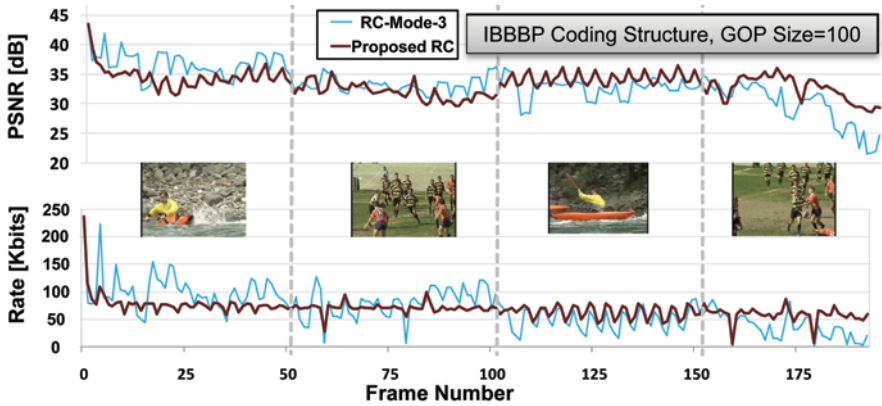 RC-Mode-3
Proposed RC
IBBBP Coding Structure, GOP Size=100
PSNR [dB]
45
40
35
30
25
20
Rate [Kbits]
250
200
150
100
50
0
0 25 50 75 100 125 150 175
Frame Number